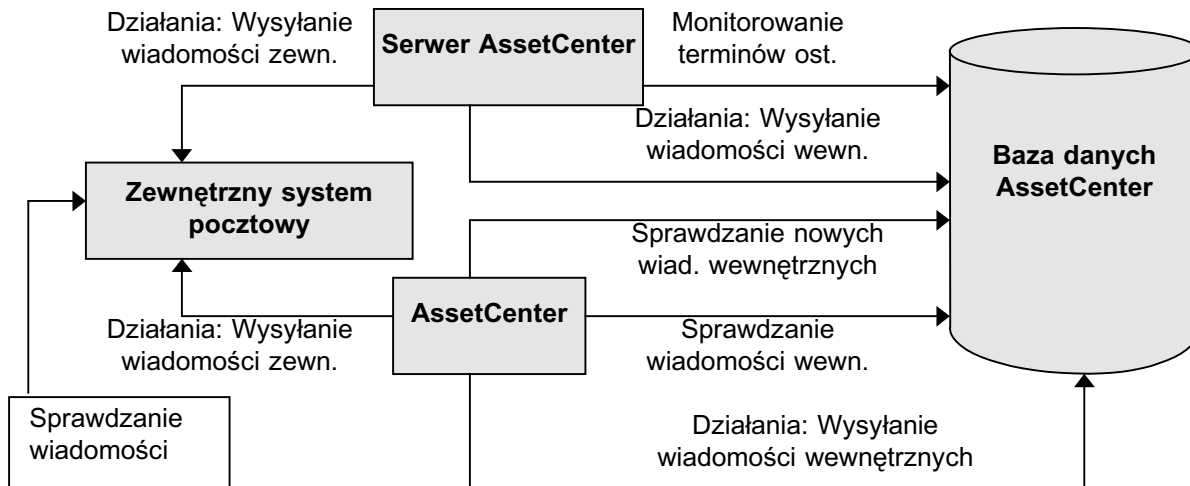 Działania: Wysyłanie
wiadomości zewn.
Serwer AssetCenter
Monitorowanie
terminów ost.
Działania: Wysyłanie
wiadomości wewn.
Baza danych
AssetCenter
Zewnętrzny system
pocztowy
Sprawdzanie nowych
wiad. wewnętrznych
AssetCenter
Działania: Wysyłanie
wiadomości zewn.
Sprawdzanie
wiadomości wewn.
Sprawdzanie
wiadomości
Działania: Wysyłanie
wiadomości wewnętrznych